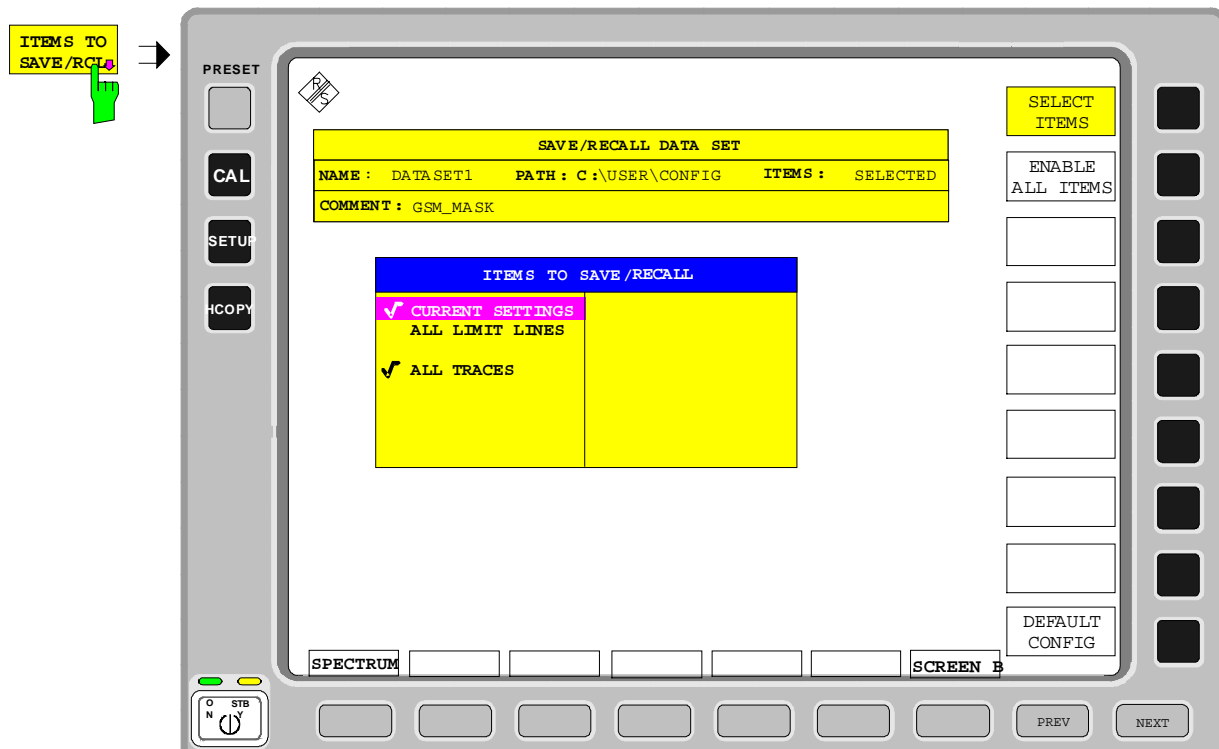 ITEMS TO
SAVE/RCL
PRESET
CAL
SETUP
HCOPY
R
S
SAVE/RECALL DATA SET
NAME: DATASET1 PATH: C:\USER\CONFIG ITEMS: SELECTED
COMMENT: GSM_MASK
ITEMS TO SAVE/RECALL
√ CURRENT SETTINGS
ALL LIMIT LINES
√ ALL TRACES
SELECT
ITEMS
ENABLE
ALL ITEMS
DEFAULT
CONFIG
SPECTRUM
SCREEN B
ON STBY
PREV
NEXT